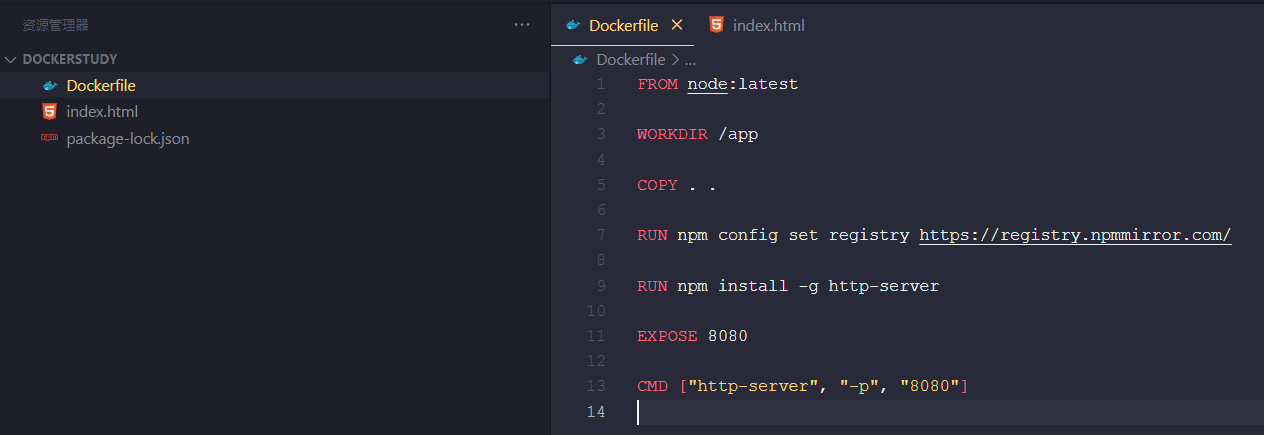 资源管理器 ...
DOCKERSTUDY
Dockerfile
index.html
package-lock.json
Dockerfile index.html
Dockerfile > ...
1 FROM node:latest
2
3 WORKDIR /app
4
5 COPY . .
6
7 RUN npm config set registry https://registry.npmmirror.com/
8
9 RUN npm install -g http-server
10
11 EXPOSE 8080
12
13 CMD ["http-server", "-p", "8080"]
14